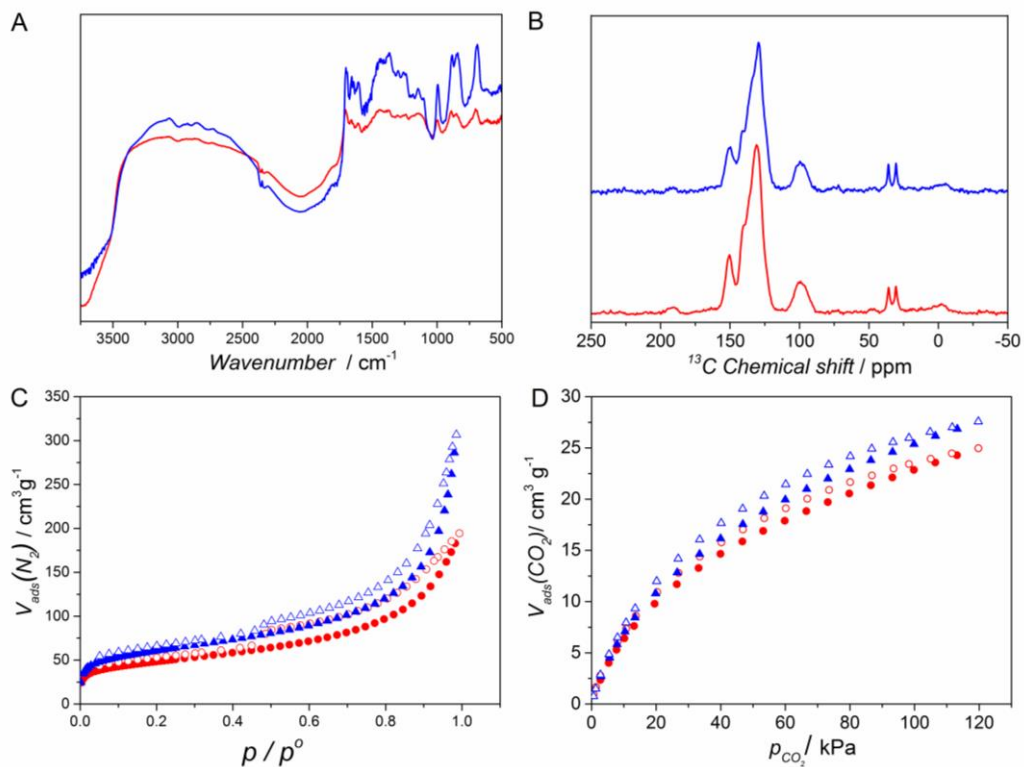 A
3500 3000 2500 2000 1500 1000 500
Wavenumber / cm-1
B
250 200 150 100 50 0 -50
13C Chemical shift / ppm
C
350
300
250
200
150
100
50
0
0.0 0.2 0.4 0.6 0.8 1.0
Vads(N2) / cm3g-1
p / po
D
30
25
20
15
10
5
0
0 20 40 60 80 100 120
Vads(CO2)/ cm3 g-1
pCO2/ kPa